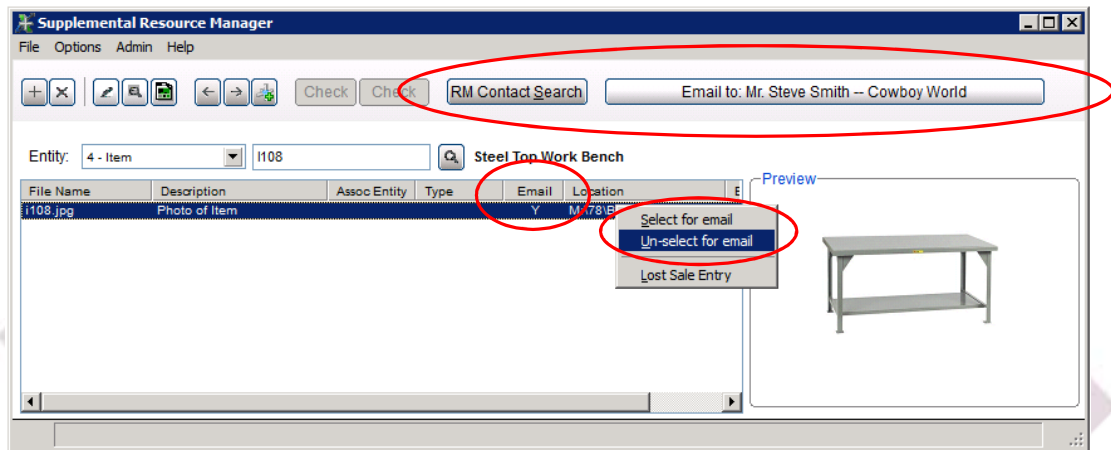 Supplemental Resource Manager
File Options Admin Help
Check Check RM Contact Search Email to: Mr. Steve Smith -- Cowboy World
Entity: 4 - Item I108 Steel Top Work Bench
File Name Description Assoc Entity Type Email Location
Preview
i108.jpg Photo of Item Y
Select for email
Un-select for email
Lost Sale Entry